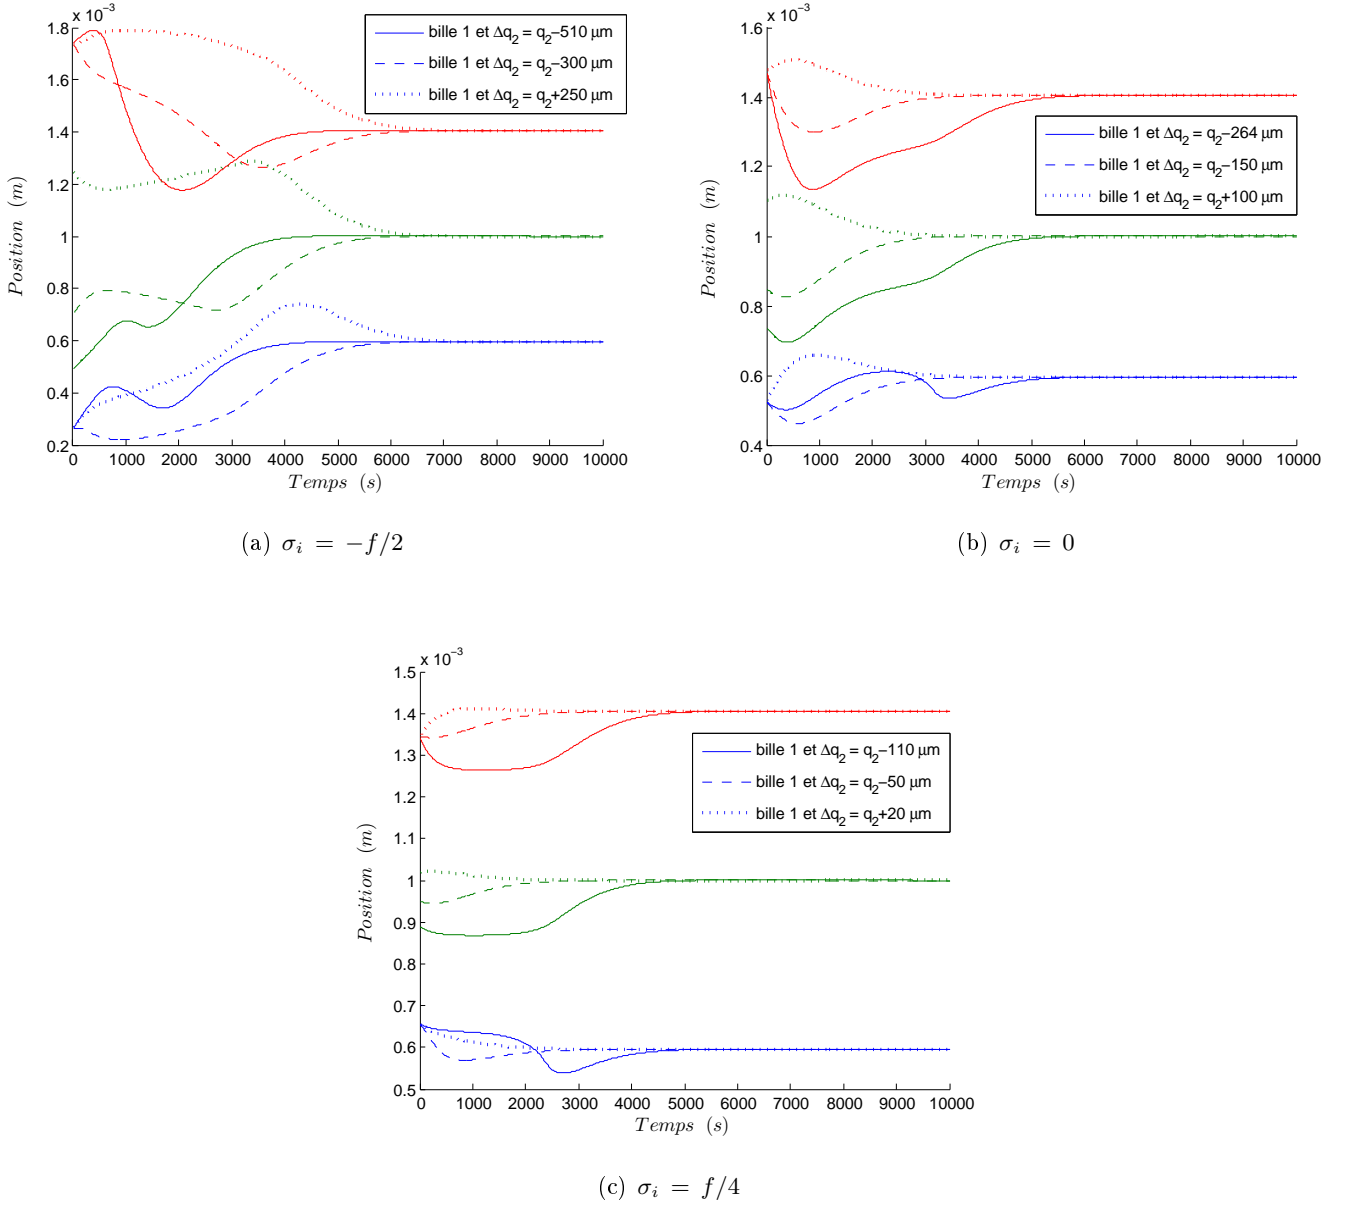 x 10⁻³
1.8
1.6
1.4
1.2
1
0.8
0.6
0.4
0.2
0 1000 2000 3000 4000 5000 6000 7000 8000 9000 10000
Position (m)
Temps (s)
bille 1 et Δq₂ = q₂−510 μm
bille 1 et Δq₂ = q₂−300 μm
bille 1 et Δq₂ = q₂+250 μm
(a) σᵢ = −f/2
x 10⁻³
1.6
1.4
1.2
1
0.8
0.6
0.4
0 1000 2000 3000 4000 5000 6000 7000 8000 9000 10000
Position (m)
Temps (s)
bille 1 et Δq₂ = q₂−264 μm
bille 1 et Δq₂ = q₂−150 μm
bille 1 et Δq₂ = q₂+100 μm
(b) σᵢ = 0
x 10⁻³
1.5
1.4
1.3
1.2
1.1
1
0.9
0.8
0.7
0.6
0.5
0 1000 2000 3000 4000 5000 6000 7000 8000 9000 10000
Position (m)
Temps (s)
bille 1 et Δq₂ = q₂−110 μm
bille 1 et Δq₂ = q₂−50 μm
bille 1 et Δq₂ = q₂+20 μm
(c) σᵢ = f/4